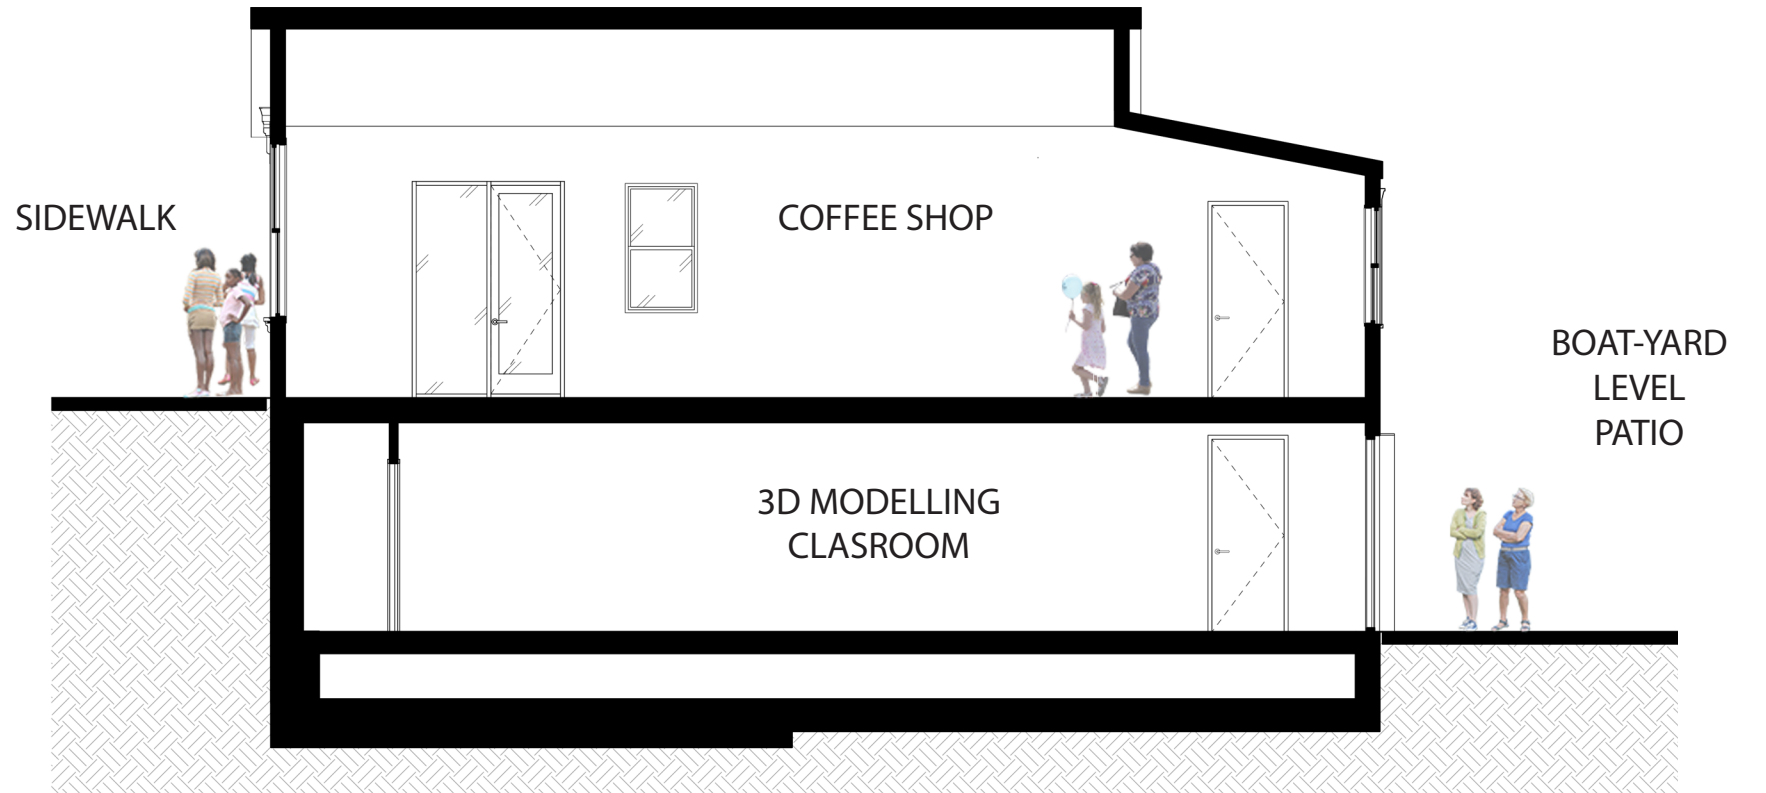 SIDEWALK
COFFEE SHOP
BOAT-YARD
LEVEL
PATIO
3D MODELLING
CLASROOM